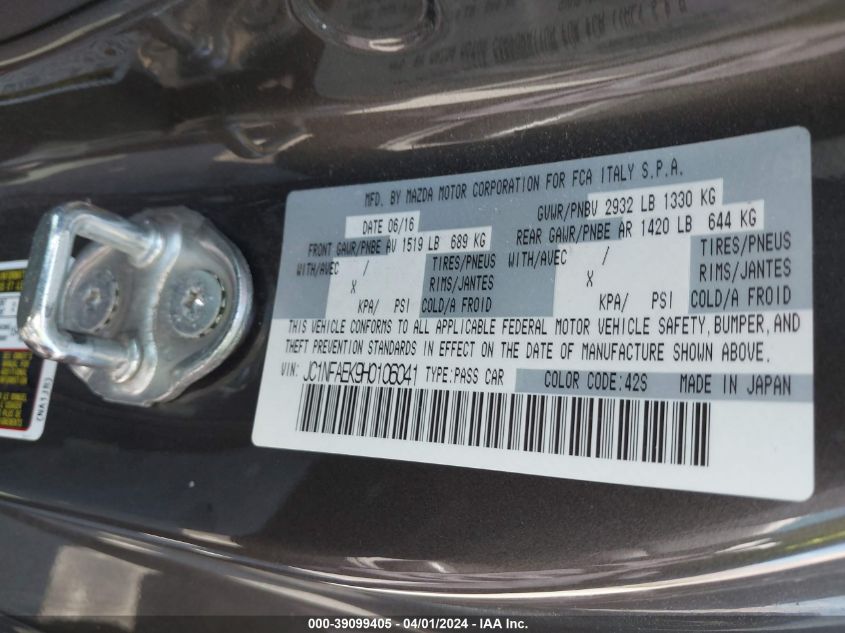 MFD. BY MAZDA MOTOR CORPORATION FOR FCA ITALY S.P.A.
DATE 06/16 GVWR/PNBV 2932 LB 1330 KG
FRONT GAWR/PNBE AV 1519 LB 689 KG REAR GAWR/PNBE AR 1420 LB 644 KG
WITH/AVEC / TIRES/PNEUS WITH/AVEC / TIRES/PNEUS
X RIMS/JANTES X RIMS/JANTES
KPA/ PSI COLD/A FROID KPA/ PSI COLD/A FROID
THIS VEHICLE CONFORMS TO ALL APPLICABLE FEDERAL MOTOR VEHICLE SAFETY, BUMPER, AND
THEFT PREVENTION STANDARDS IN EFFECT ON THE DATE OF MANUFACTURE SHOWN ABOVE.
VIN: JC1NFAEK9H0106041 TYPE:PASS CAR COLOR CODE:42S MADE IN JAPAN
(NA1J8)
000-39099405 - 04/01/2024 - IAA Inc.